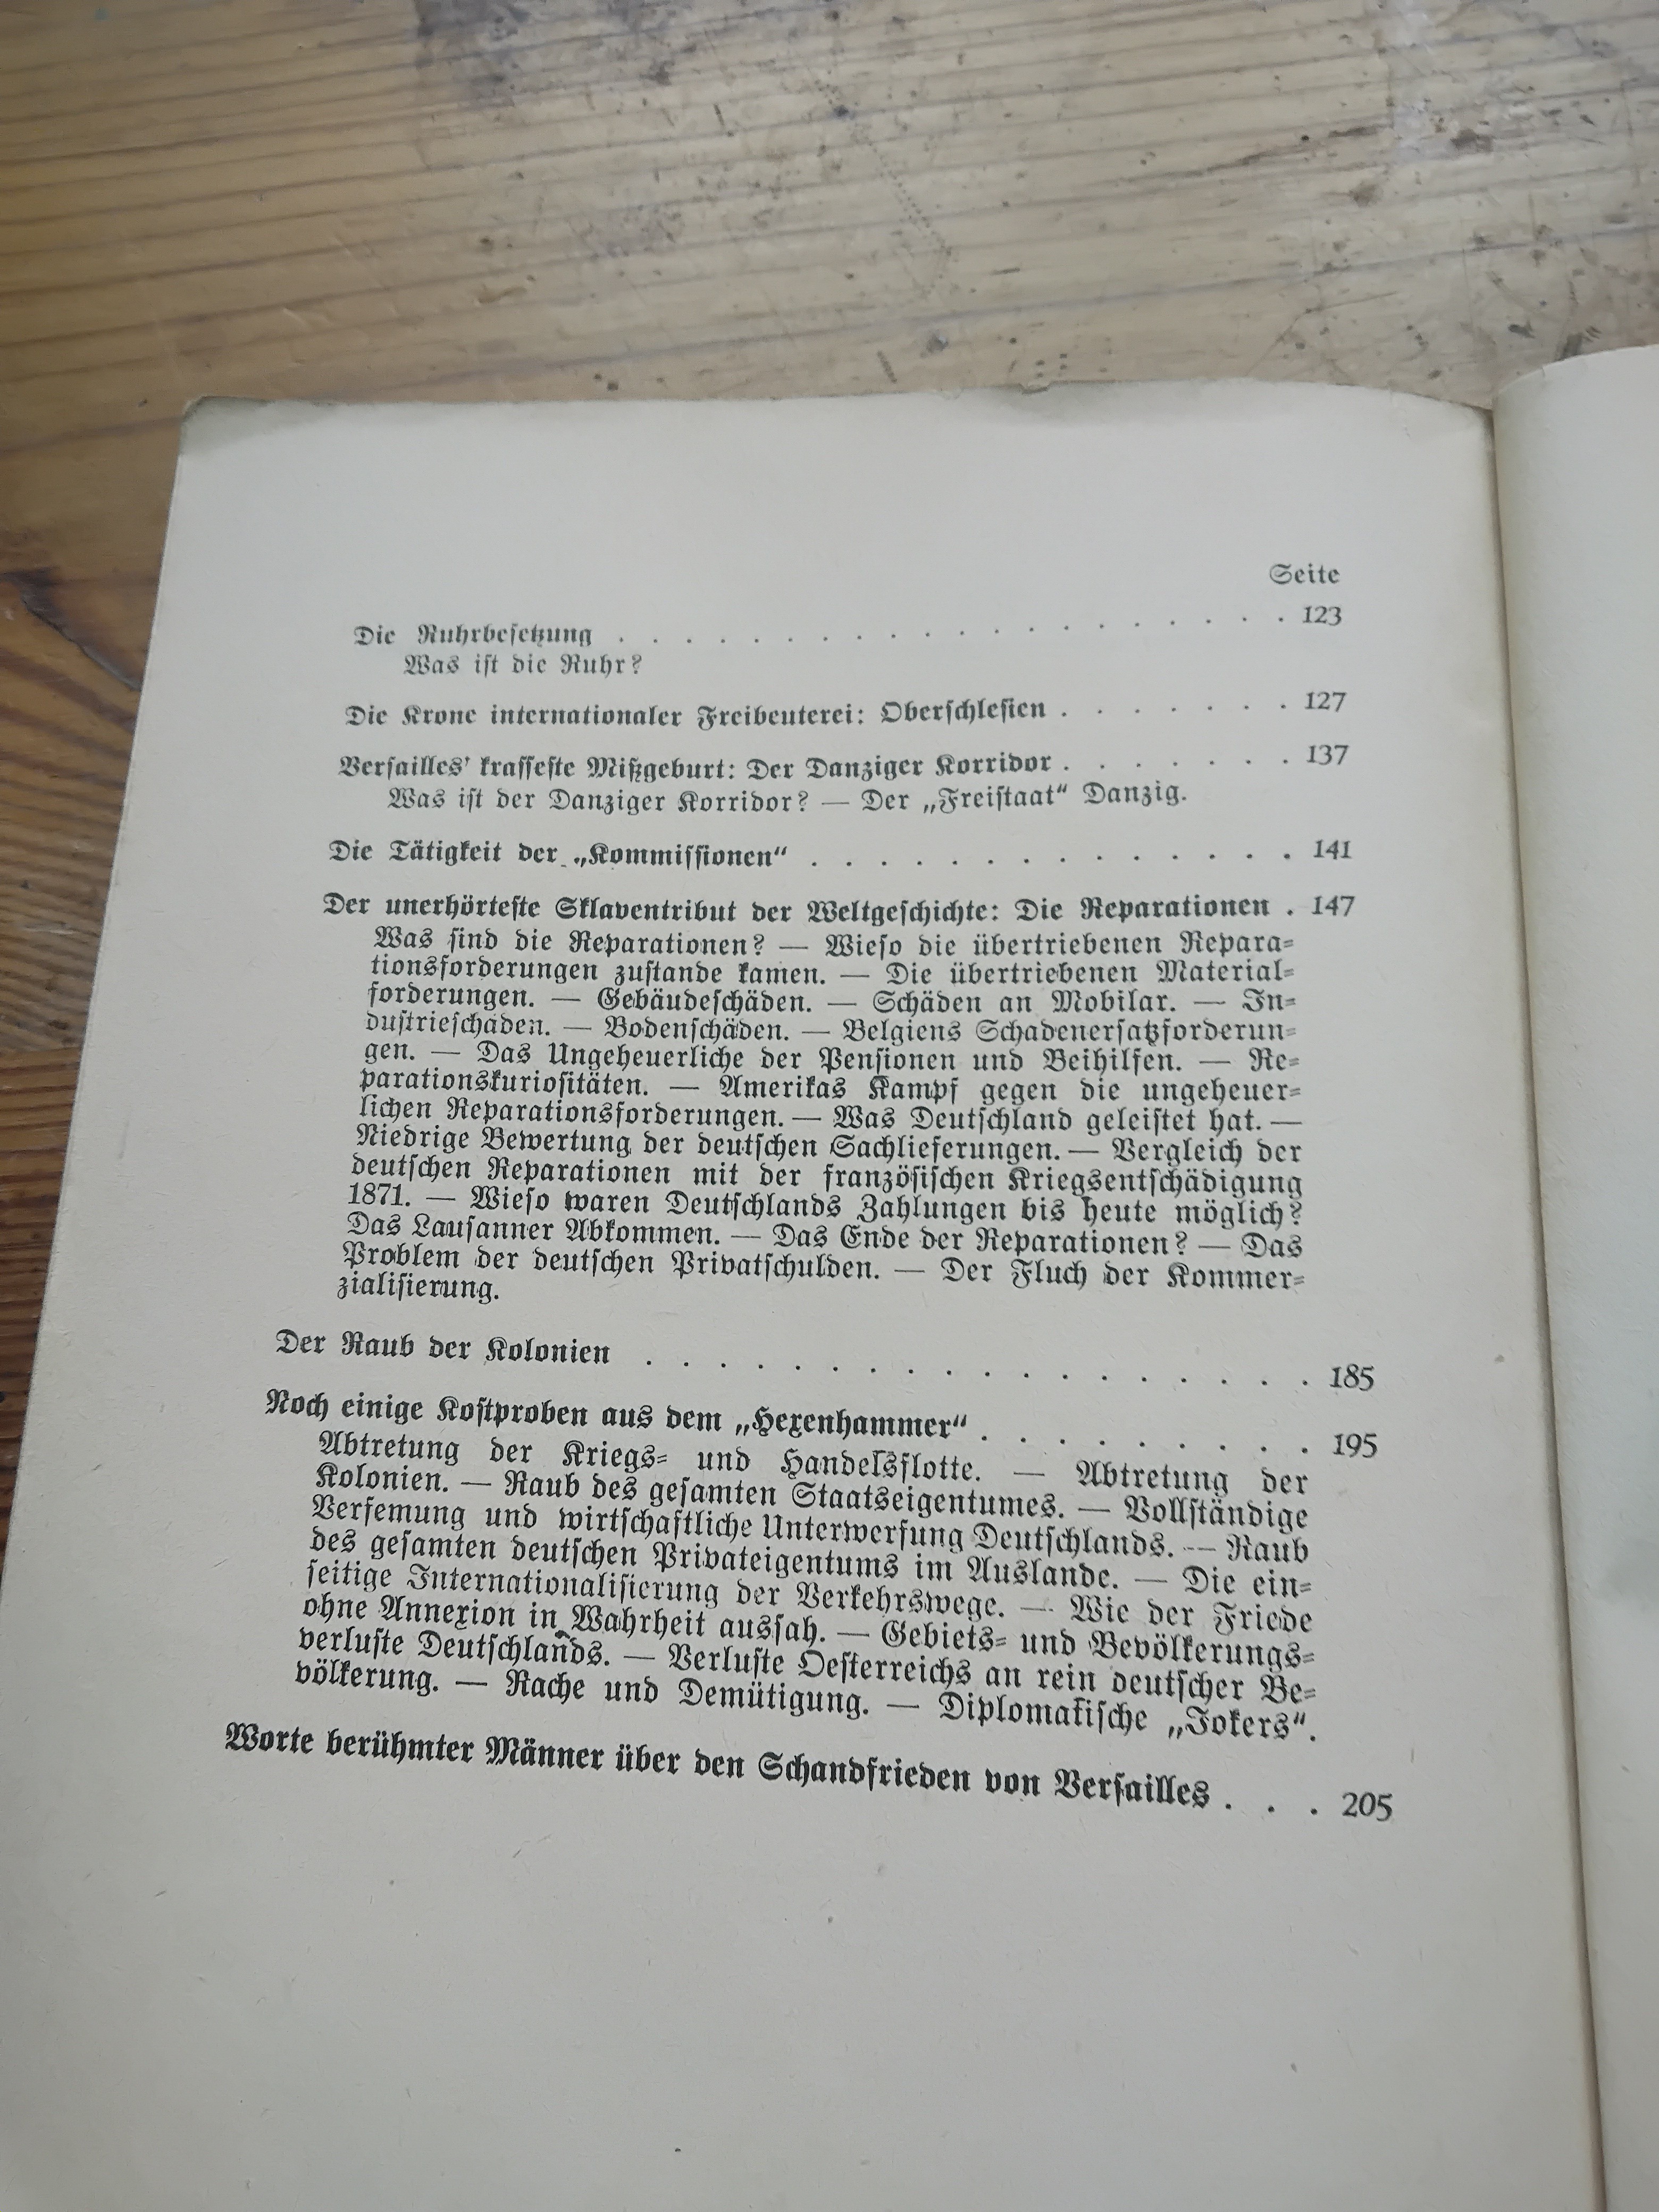 Seite
Die Ruhrbesetzung . . . . . . . . . . . . . . . . . . . . 123
Was ist die Ruhr?
Die Krone internationaler Freibeuterei: Oberschlesien . . . . . . . 127
Versailles' krasseste Mißgeburt: Der Danziger Korridor . . . . . . . 137
Was ist der Danziger Korridor? — Der „Freistaat“ Danzig.
Die Tätigkeit der „Kommissionen“ . . . . . . . . . . . . . . 141
Der unerhörteste Sklaventribut der Weltgeschichte: Die Reparationen . 147
Was sind die Reparationen? — Wieso die übertriebenen Repara-
tionsforderungen zustande kamen. — Die übertriebenen Material-
forderungen. — Gebäudeschäden. — Schäden an Mobilar. — In-
dustrieschäden. — Bodenschäden. — Belgiens Schadenersatzforderun-
gen. — Das Ungeheuerliche der Pensionen und Beihilfen. — Re-
parationskuriositäten. — Amerikas Kampf gegen die ungeheuer-
lichen Reparationsforderungen. — Was Deutschland geleistet hat. —
Niedrige Bewertung der deutschen Sachlieferungen. — Vergleich der
deutschen Reparationen mit der französischen Kriegsentschädigung
1871. — Wieso waren Deutschlands Zahlungen bis heute möglich?
Das Lausanner Abkommen. — Das Ende der Reparationen? — Das
Problem der deutschen Privatschulden. — Der Fluch der Kommer-
zialisierung.
Der Raub der Kolonien . . . . . . . . . . . . . . . . . . 185
Noch einige Kostproben aus dem „Hexenhammer“ . . . . . . . . . 195
Abtretung der Kriegs- und Handelsflotte. — Abtretung der
Kolonien. — Raub des gesamten Staatseigentumes. — Vollständige
Verfemung und wirtschaftliche Unterwerfung Deutschlands. — Raub
des gesamten deutschen Privateigentums im Auslande. — Die ein-
seitige Internationalisierung der Verkehrswege. — Wie der Friede
ohne Annexion in Wahrheit aussah. — Gebiets- und Bevölkerungs-
verluste Deutschlands. — Verluste Oesterreichs an rein deutscher Be-
völkerung. — Rache und Demütigung. — Diplomatische „Jokers“.
Worte berühmter Männer über den Schandfrieden von Versailles . . . 205